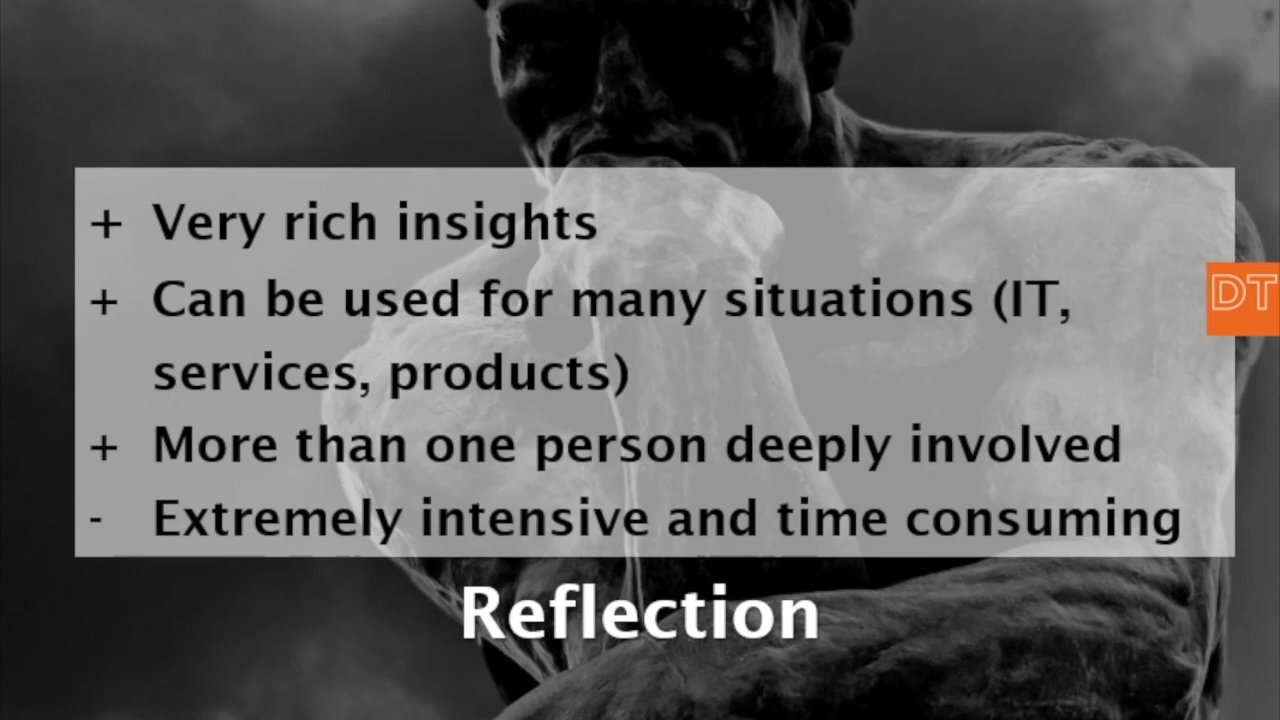 + Very rich insights
+ Can be used for many situations (IT,
services, products)
+ More than one person deeply involved
- Extremely intensive and time consuming
DT
Reflection